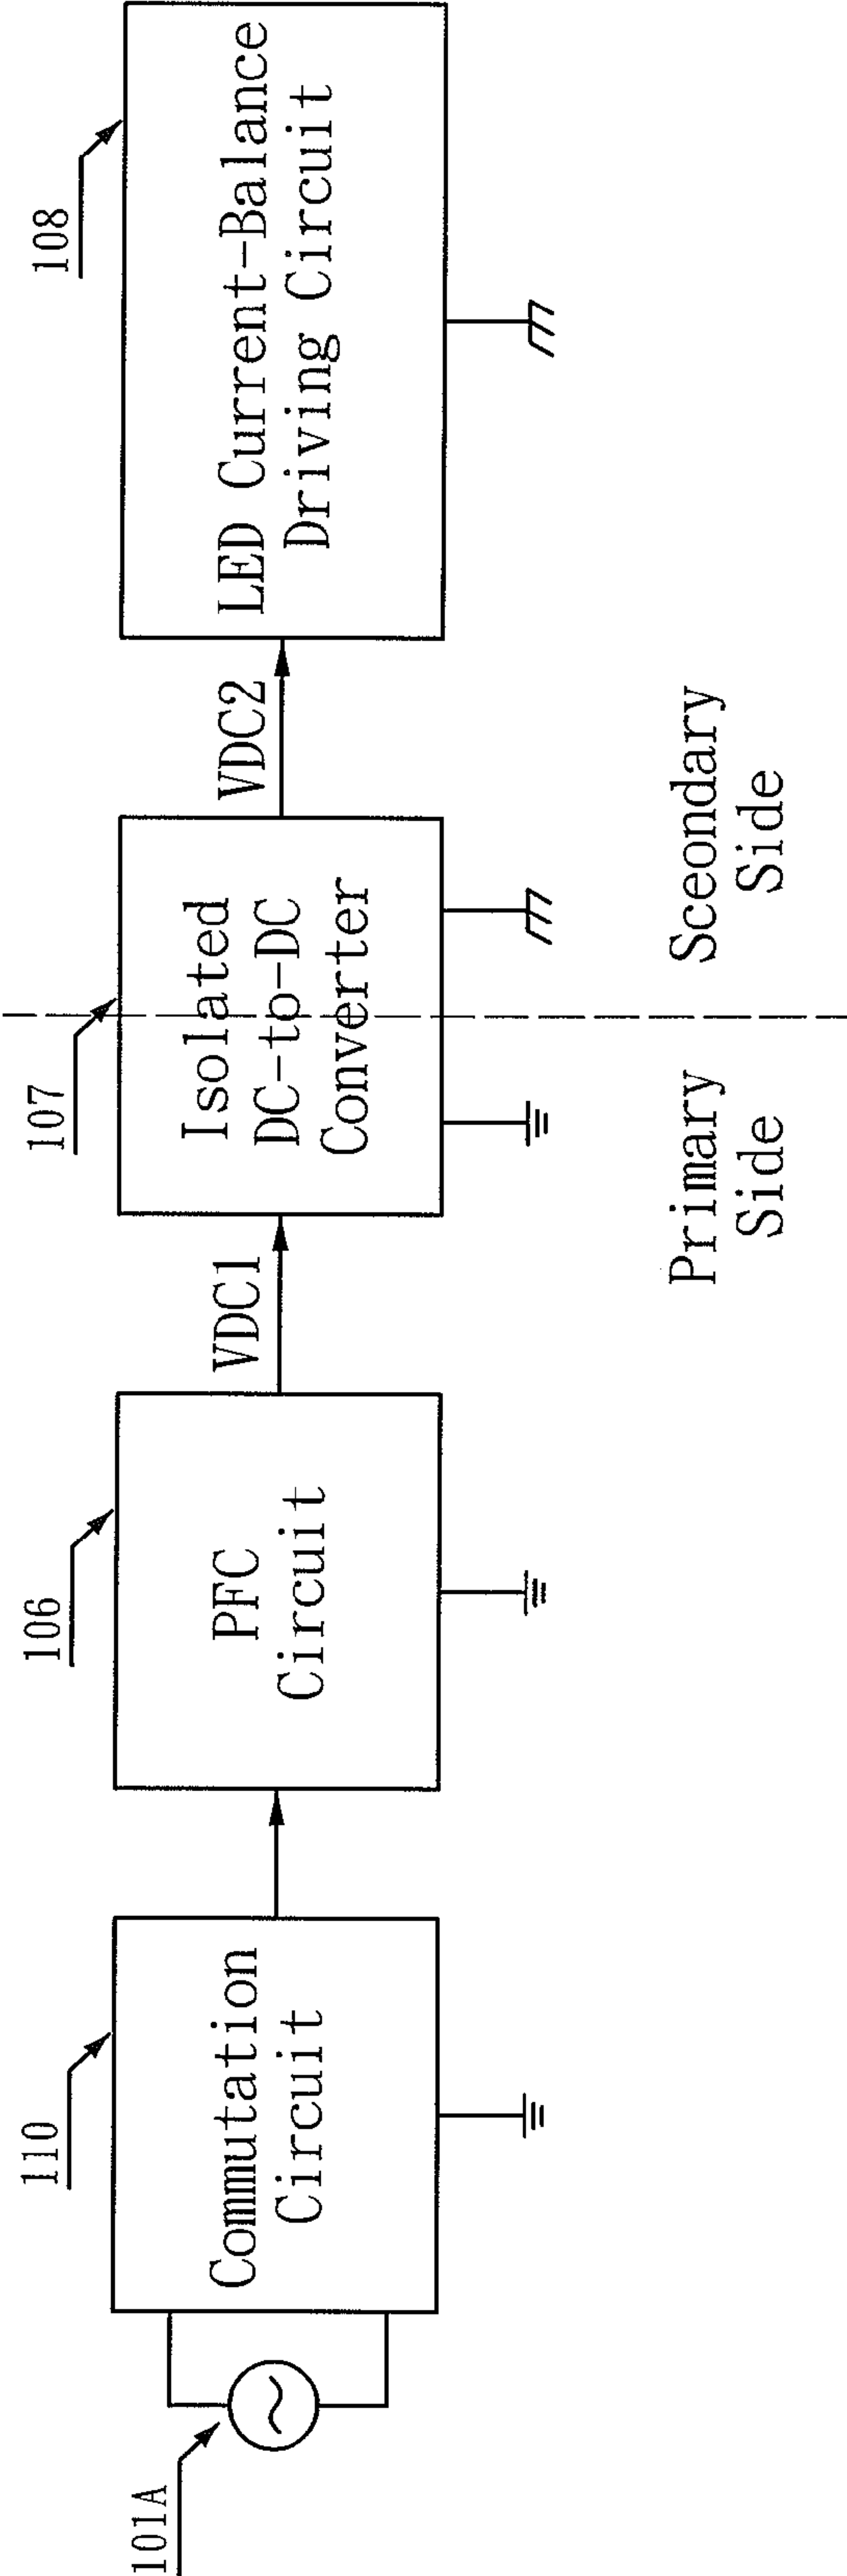 101A
110
Commutation
Circuit
106
PFC
Circuit
VDC1
107
Isolated
DC-to-DC
Converter
VDC2
108
LED Current-Balance
Driving Circuit
Primary
Side
Sceondary
Side